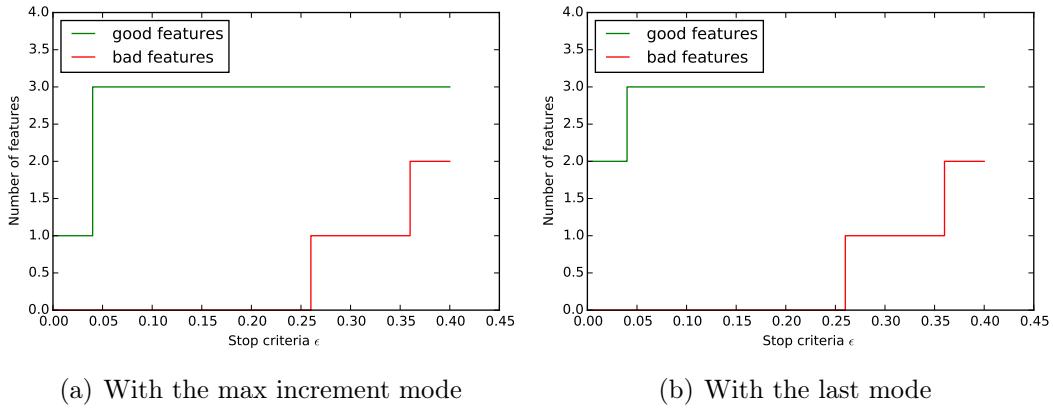 4.0
3.5
3.0
2.5
2.0
1.5
1.0
0.5
0.0
Number of features
good features
bad features
0.00 0.05 0.10 0.15 0.20 0.25 0.30 0.35 0.40 0.45
Stop criteria ϵ
(a) With the max increment mode
4.0
3.5
3.0
2.5
2.0
1.5
1.0
0.5
0.0
Number of features
good features
bad features
0.00 0.05 0.10 0.15 0.20 0.25 0.30 0.35 0.40 0.45
Stop criteria ϵ
(b) With the last mode